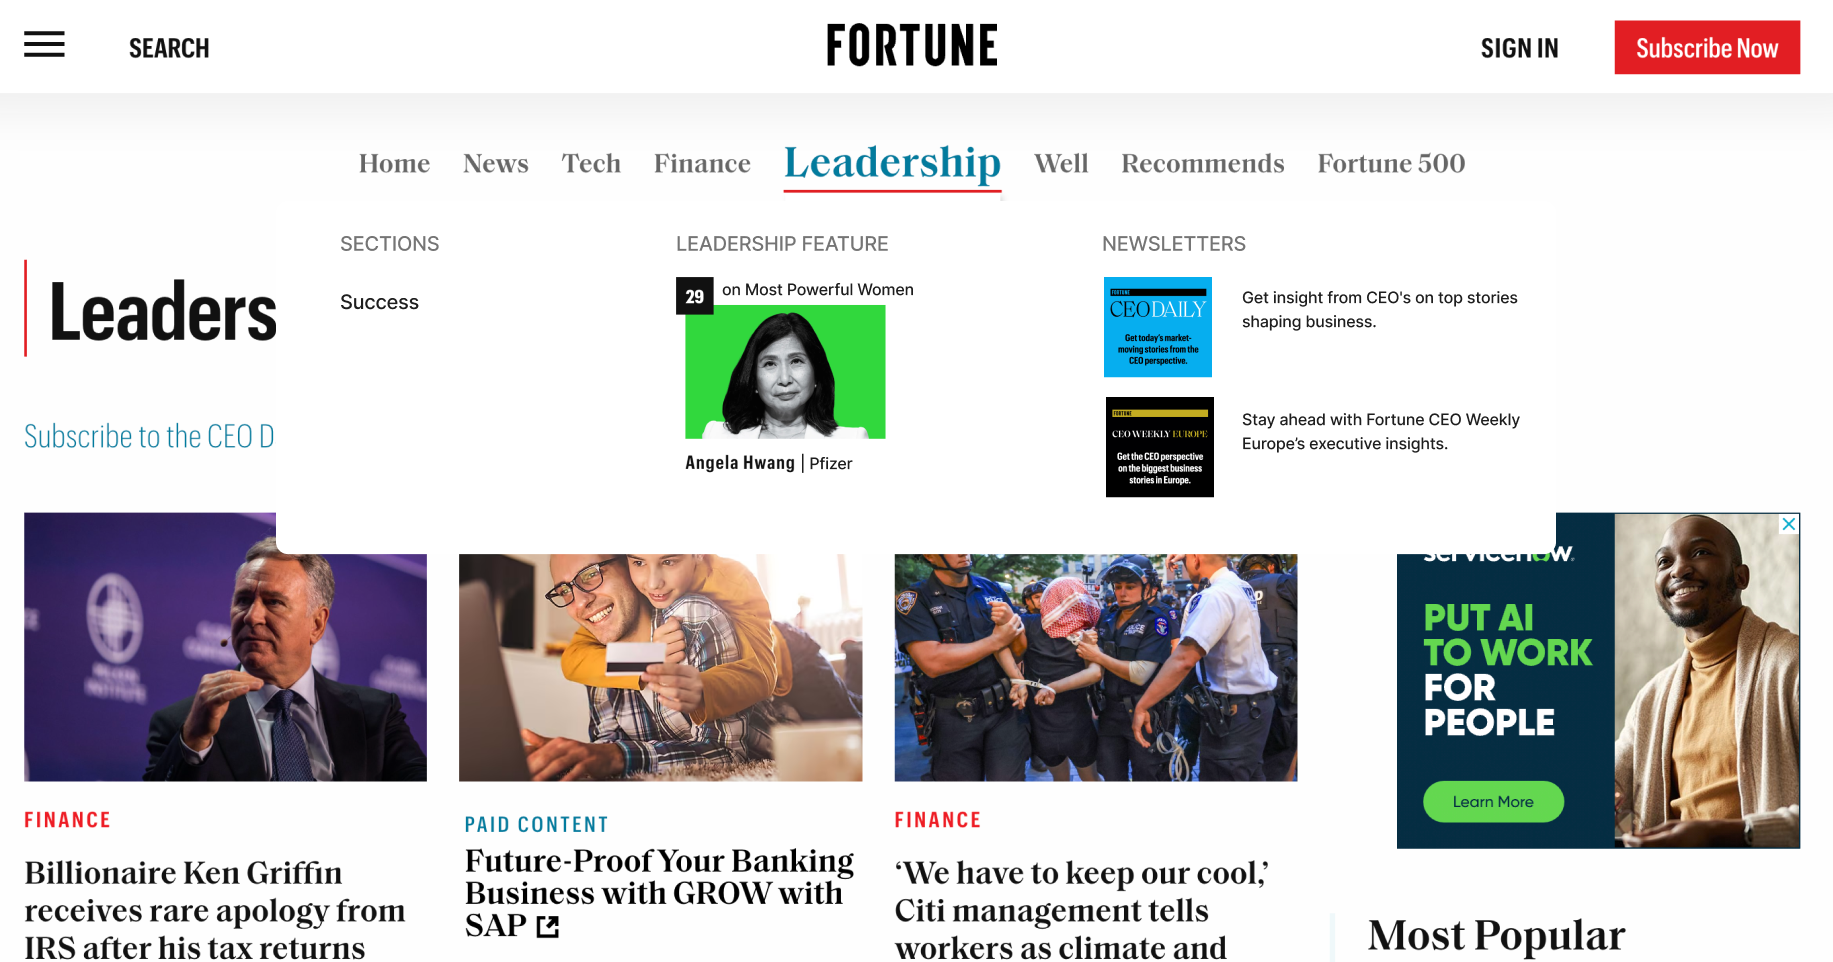 SEARCH
FORTUNE
SIGN IN
Subscribe Now
Home News Tech Finance Leadership Well Recommends Fortune 500
SECTIONS
Success
LEADERSHIP FEATURE
29 on Most Powerful Women
Angela Hwang | Pfizer
NEWSLETTERS
FORTUNE
CEO DAILY
Get today's market-
moving stories from the
CEO perspective.
Get insight from CEO's on top stories
shaping business.
FORTUNE
CEO WEEKLY EUROPE
Get the CEO perspective
on the biggest business
stories in Europe.
Stay ahead with Fortune CEO Weekly
Europe's executive insights.
Leaders
Subscribe to the CEO D
FINANCE
Billionaire Ken Griffin
receives rare apology from
IRS after his tax returns
PAID CONTENT
Future-Proof Your Banking
Business with GROW with
SAP
FINANCE
‘We have to keep our cool,’
Citi management tells
workers as climate and
servicenow.
PUT AI
TO WORK
FOR
PEOPLE
Learn More
Most Popular